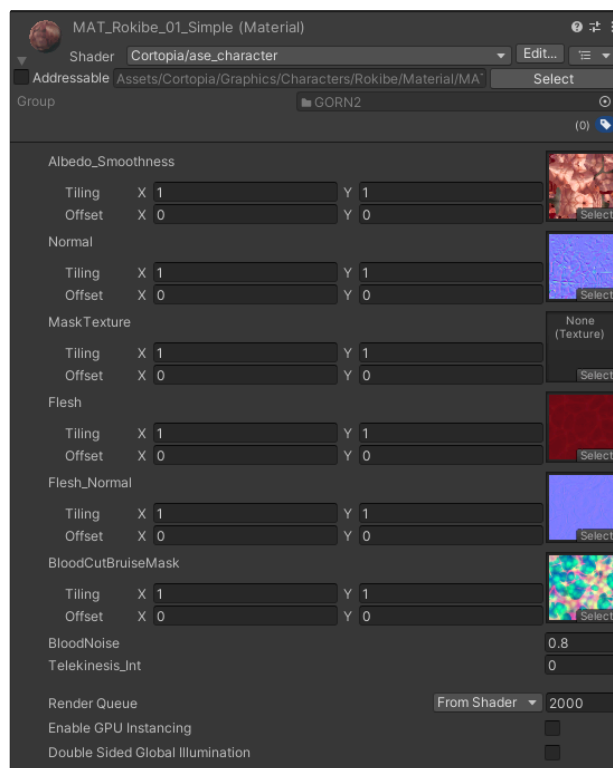 MAT_Rokibe_01_Simple (Material)
Shader Cortopia/ase_character Edit...
Addressable Assets/Cortopia/Graphics/Characters/Rokibe/Material/MAT Select
Group GORN2
(0)
Albedo_Smoothness
Tiling X 1 Y 1
Offset X 0 Y 0 Select
Normal
Tiling X 1 Y 1
Offset X 0 Y 0 Select
MaskTexture None
(Texture)
Tiling X 1 Y 1
Offset X 0 Y 0 Select
Flesh
Tiling X 1 Y 1
Offset X 0 Y 0 Select
Flesh_Normal
Tiling X 1 Y 1
Offset X 0 Y 0 Select
BloodCutBruiseMask
Tiling X 1 Y 1
Offset X 0 Y 0 Select
BloodNoise 0.8
Telekinesis_Int 0
Render Queue From Shader 2000
Enable GPU Instancing
Double Sided Global Illumination